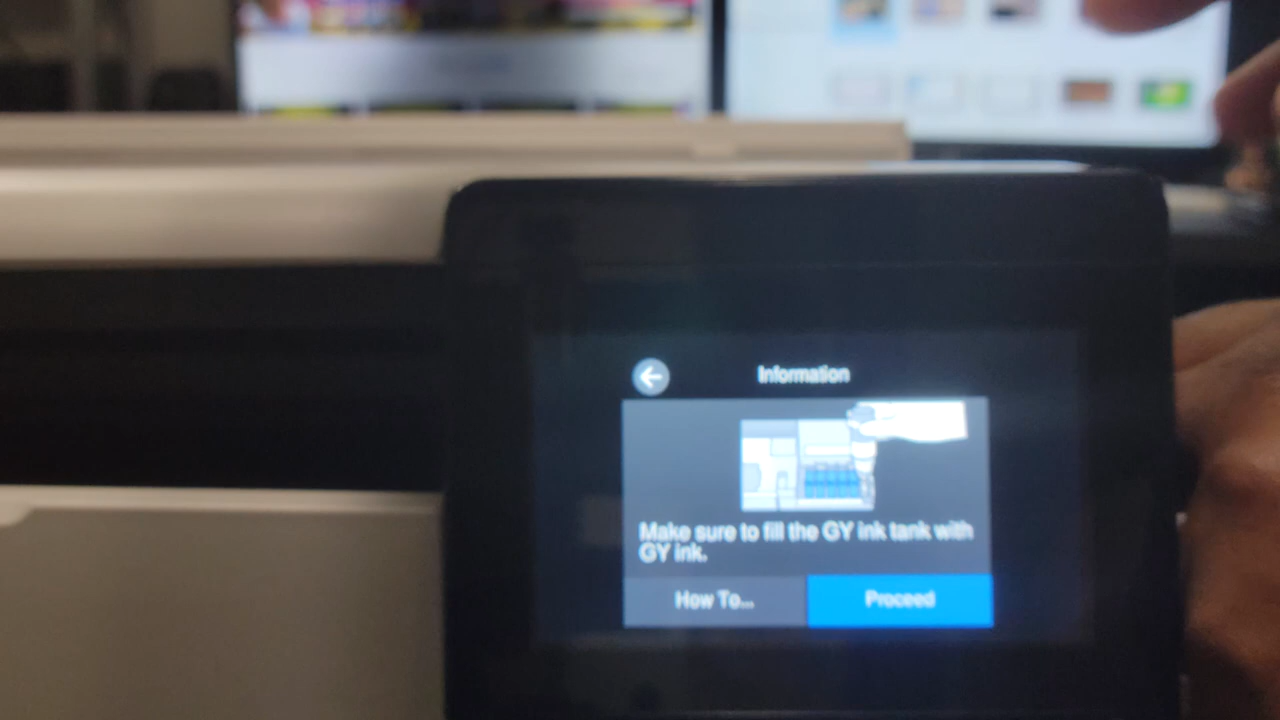 Information
Make sure to fill the GY ink tank with
GY ink.
How To...
Proceed